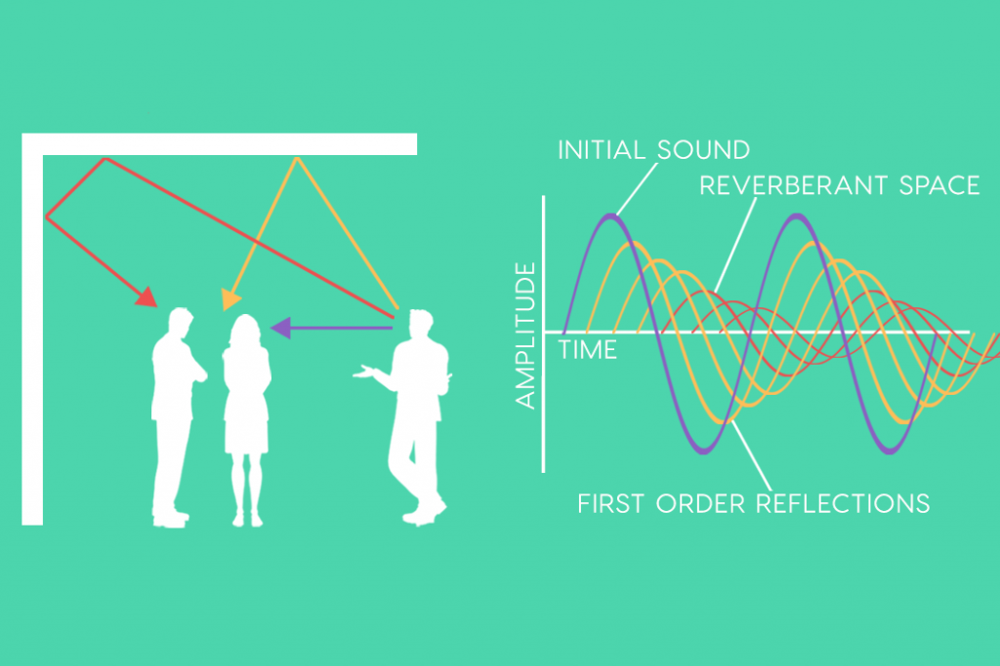 INITIAL SOUND
REVERBERANT SPACE
AMPLITUDE
TIME
FIRST ORDER REFLECTIONS